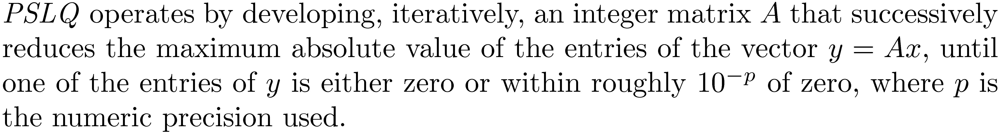 PSLQ operates by developing, iteratively, an integer matrix A that successively
reduces the maximum absolute value of the entries of the vector y = Ax, until
one of the entries of y is either zero or within roughly 10⁻ᵖ of zero, where p is
the numeric precision used.